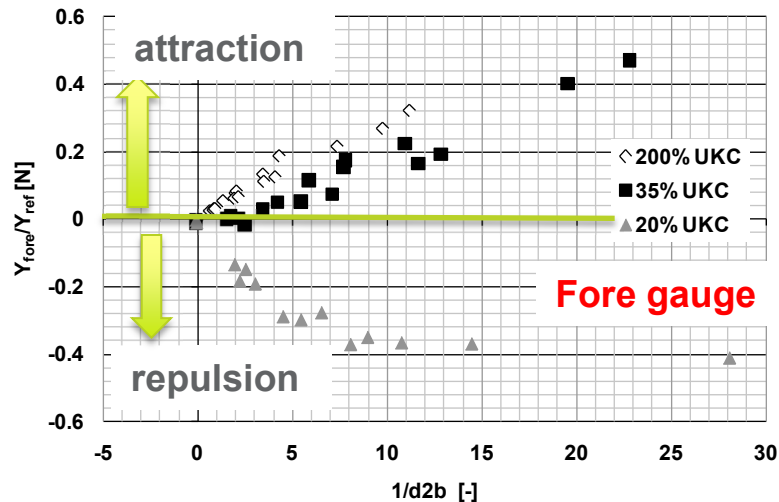 0.6
attraction
0.4
0.2
0
-0.2
-0.4
-0.6
Y_fore/Y_ref [N]
200% UKC
35% UKC
20% UKC
Fore gauge
repulsion
-5
0
5
10
15
20
25
30
1/d2b [-]